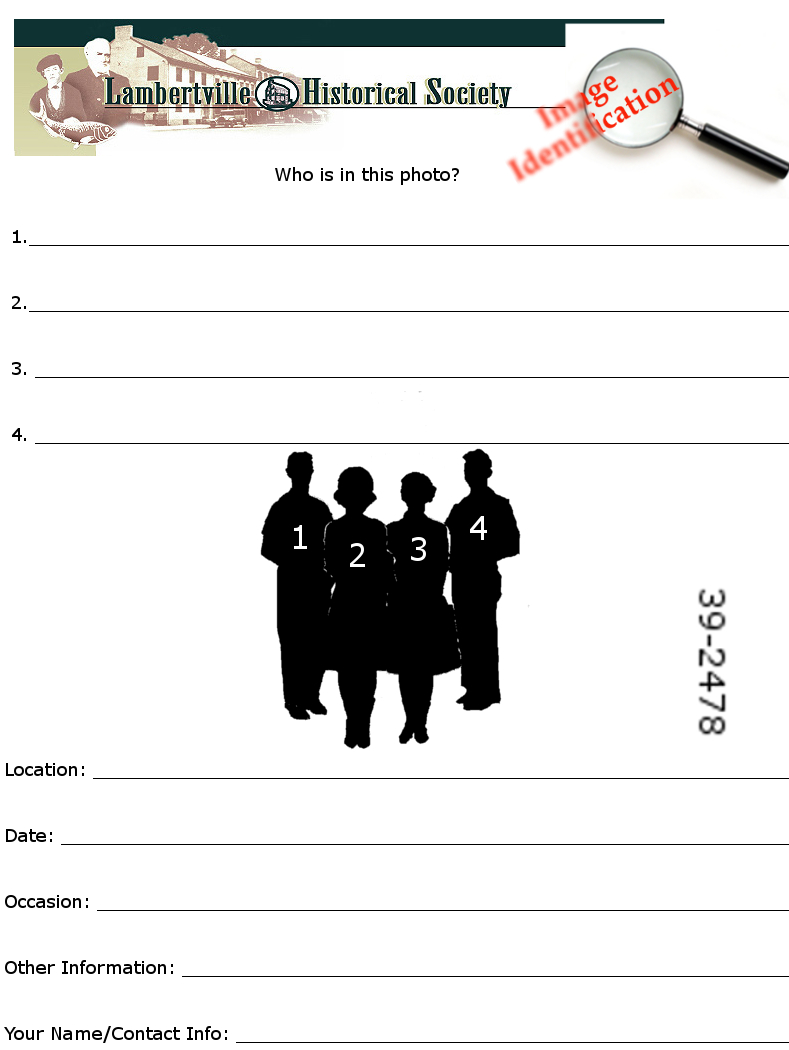 Lambertville Historical Society
Image
Identification
Who is in this photo?
1.
2.
3.
4.
1
2
3
4
39-2478
Location:
Date:
Occasion:
Other Information:
Your Name/Contact Info: